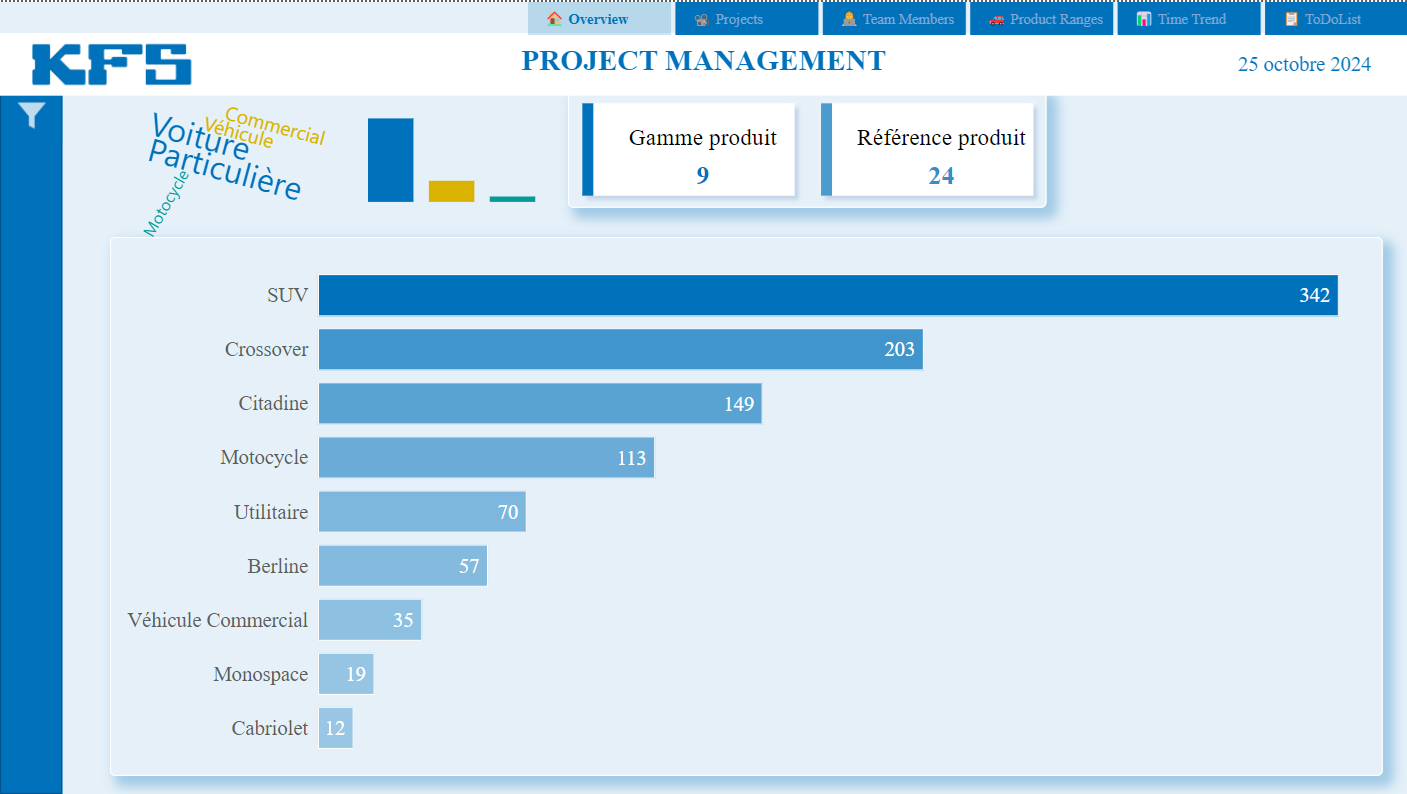 Overview
Projects
Team Members
Product Ranges
Time Trend
ToDoList
KFS
PROJECT MANAGEMENT
25 octobre 2024
Commercial
Véhicule
Voiture
Particulière
Motocycle
Gamme produit
9
Référence produit
24
SUV 342
Crossover 203
Citadine 149
Motocycle 113
Utilitaire 70
Berline 57
Véhicule Commercial 35
Monospace 19
Cabriolet 12